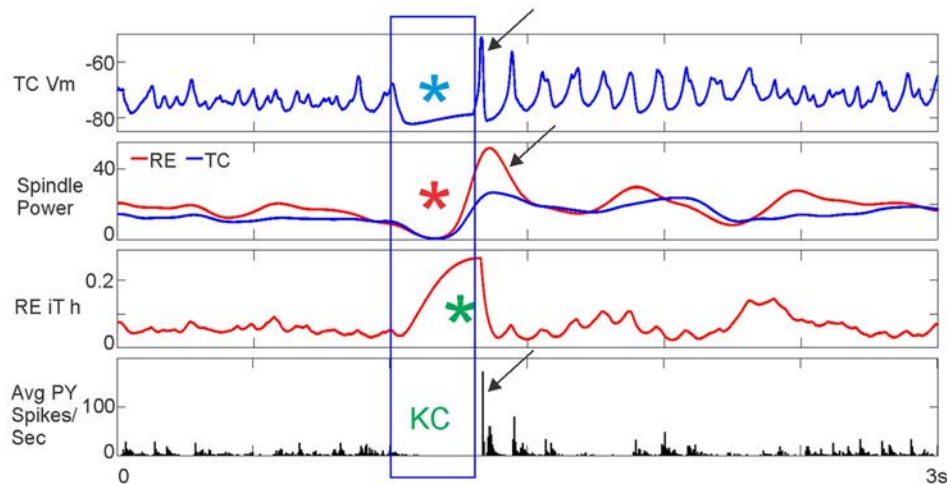 TC Vm
-60
-80
*
RE TC
Spindle
Power
40
0
*
RE iT h
0.2
0
*
Avg PY
Spikes/
Sec
100
0
KC
0
3s